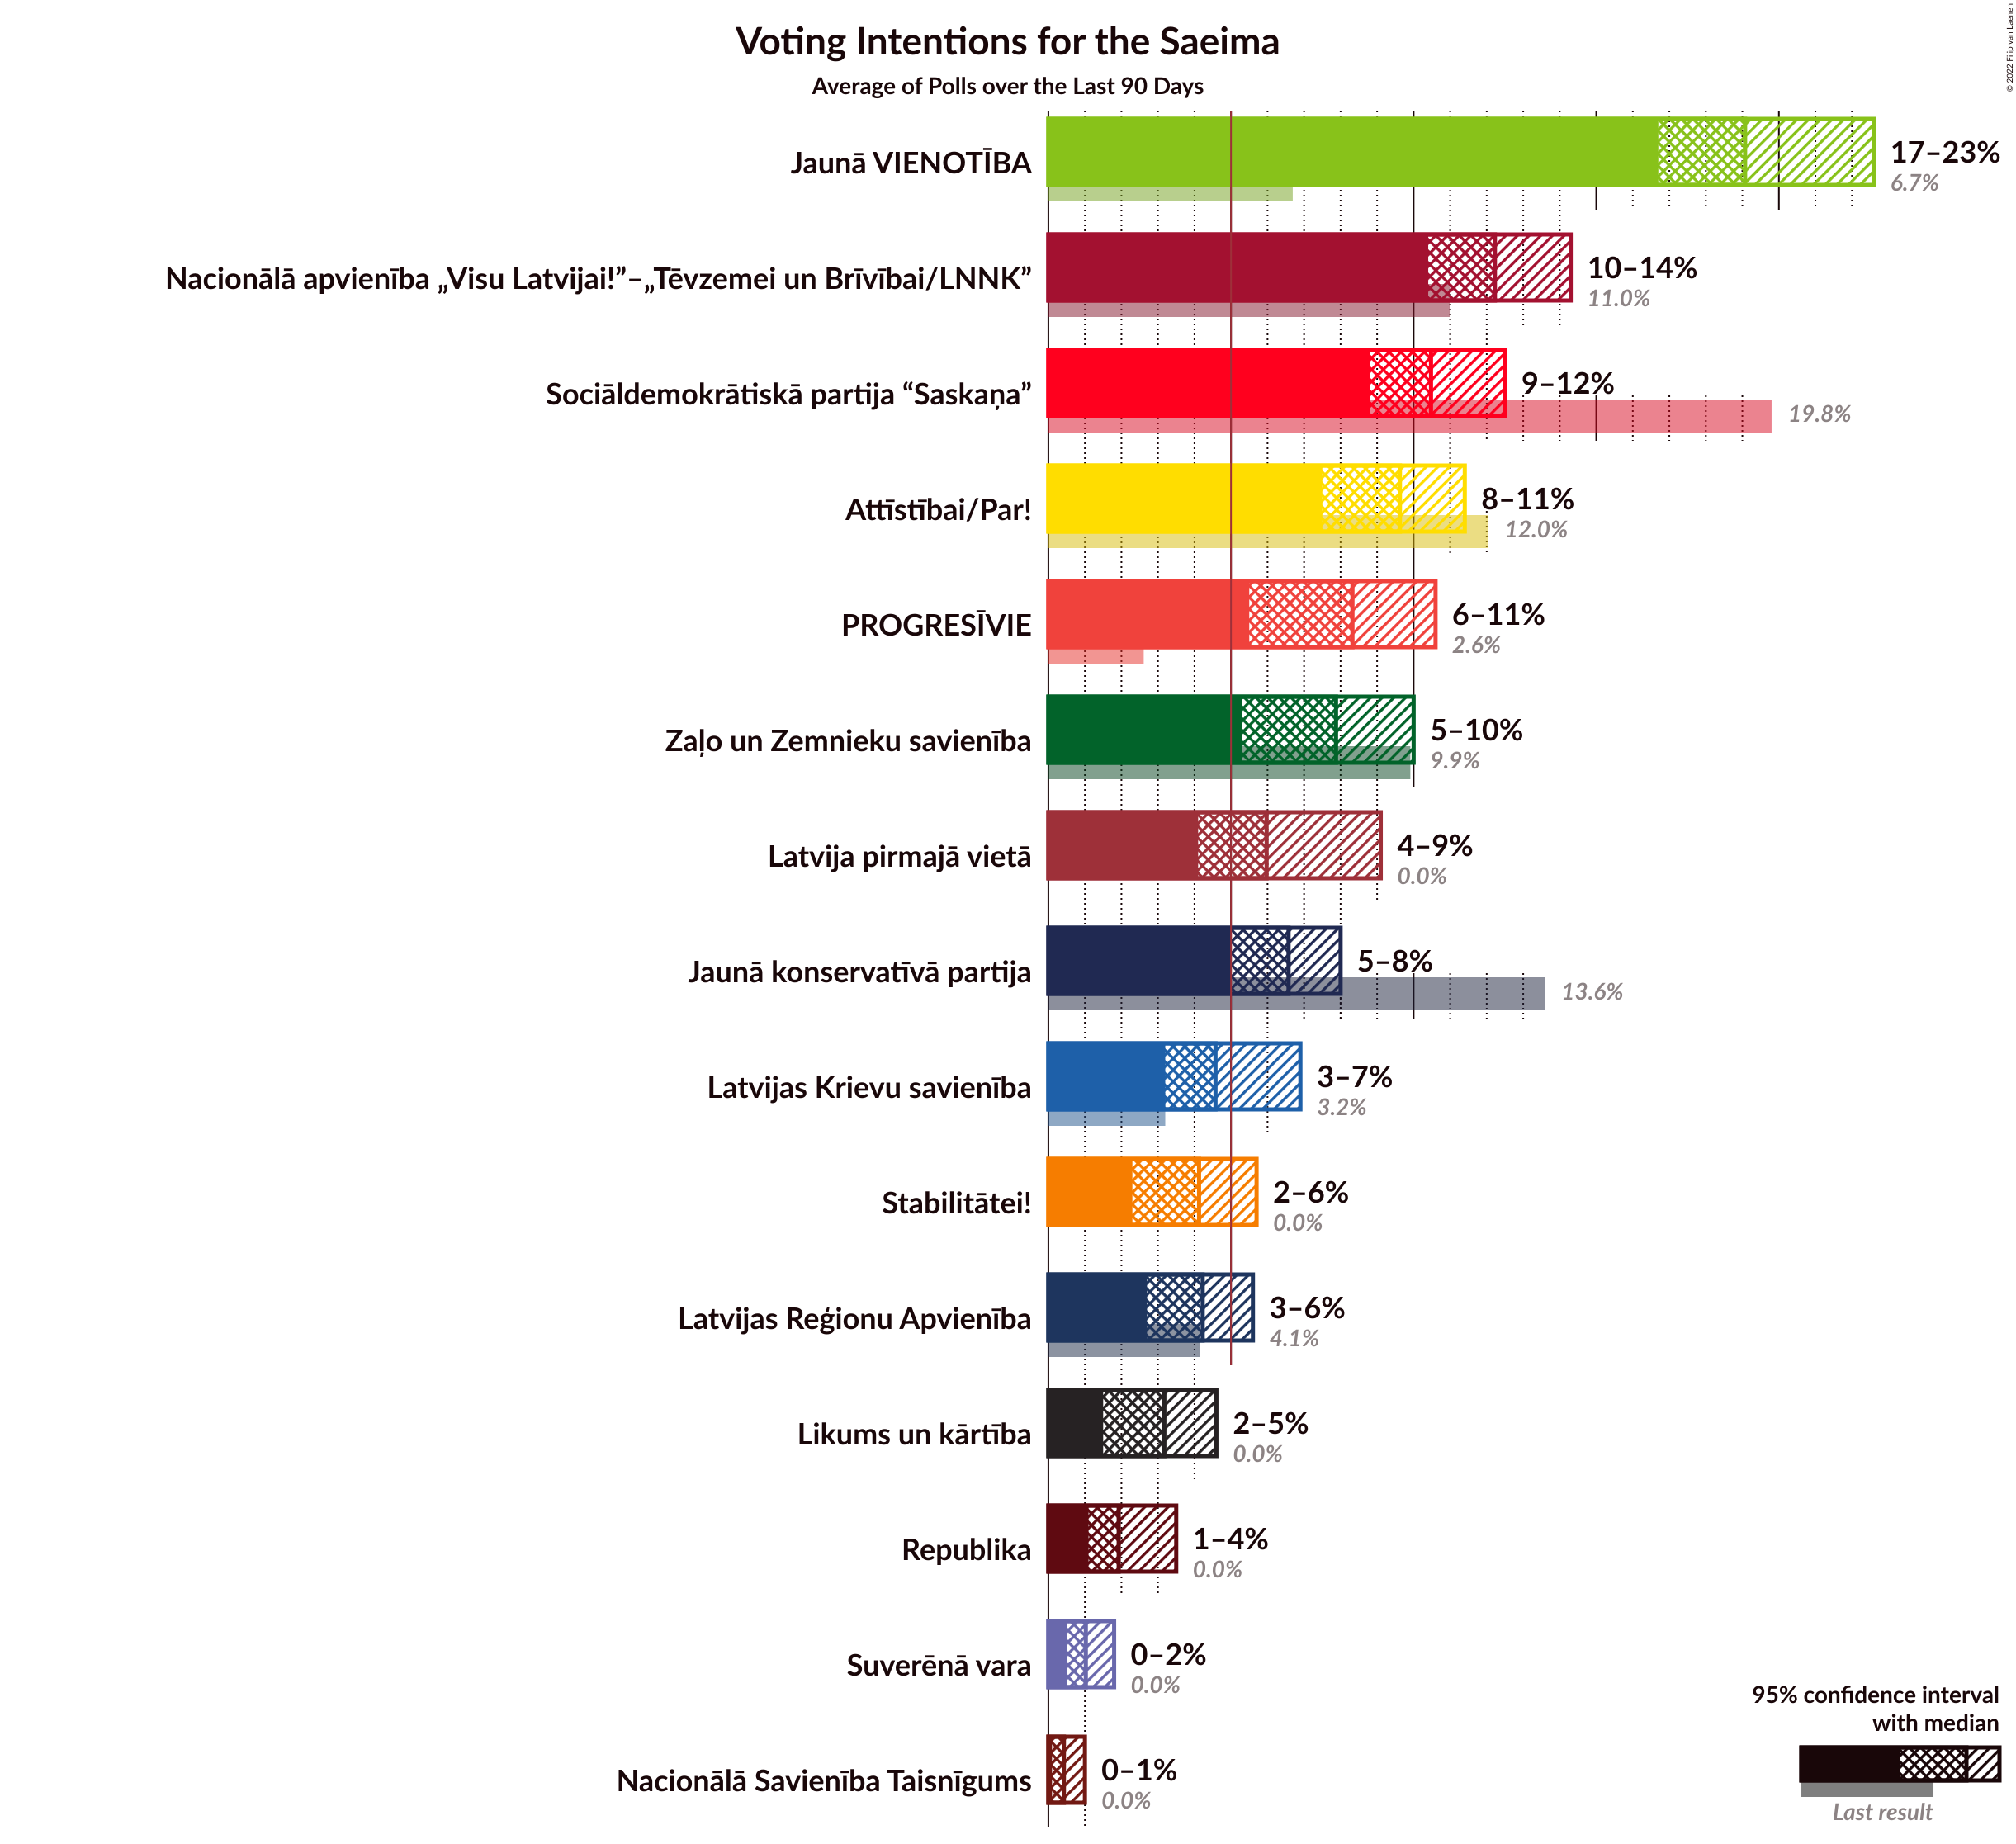 Voting Intentions for the Saeima
Average of Polls over the Last 90 Days
© 2022 Filip van Laenen
Jaunā VIENOTĪBA
17–23%
6.7%
Nacionālā apvienība „Visu Latvijai!”–„Tēvzemei un Brīvībai/LNNK”
10–14%
11.0%
Sociāldemokrātiskā partija “Saskaņa”
9–12%
19.8%
Attīstībai/Par!
8–11%
12.0%
PROGRESĪVIE
6–11%
2.6%
Zaļo un Zemnieku savienība
5–10%
9.9%
Latvija pirmajā vietā
4–9%
0.0%
Jaunā konservatīvā partija
5–8%
13.6%
Latvijas Krievu savienība
3–7%
3.2%
Stabilitātei!
2–6%
0.0%
Latvijas Reģionu Apvienība
3–6%
4.1%
Likums un kārtība
2–5%
0.0%
Republika
1–4%
0.0%
Suverēnā vara
0–2%
0.0%
Nacionālā Savienība Taisnīgums
0–1%
0.0%
95% confidence interval
with median
Last result